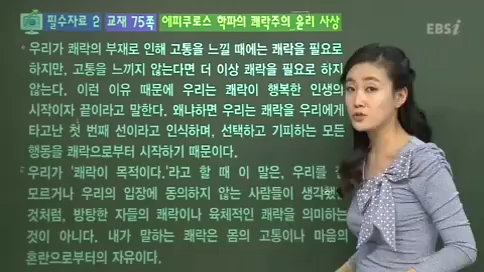 필수자료 2 교재 75쪽 에피쿠로스 학파의 쾌락주의 윤리 사상
EBSi
우리가 쾌락의 부재로 인해 고통을 느낄 때에는 쾌락을 필요로
하지만, 고통을 느끼지 않는다면 더 이상 쾌락을 필요로 하지
않는다. 이런 이유 때문에 우리는 쾌락이 행복한 인생의
시작이자 끝이라고 말한다. 왜냐하면 우리는 쾌락을 우리에게
타고난 첫 번째 선이라고 인식하며, 선택하고 기피하는 모든
행동을 쾌락으로부터 시작하기 때문이다.
우리가 '쾌락이 목적이다.'라고 할 때 이 말은, 우리를
모르거나 우리의 입장에 동의하지 않는 사람들이 생각했
것처럼, 방탕한 자들의 쾌락이나 육체적인 쾌락을 의미하는
것이 아니다. 내가 말하는 쾌락은 몸의 고통이나 마음의
혼란으로부터의 자유이다.